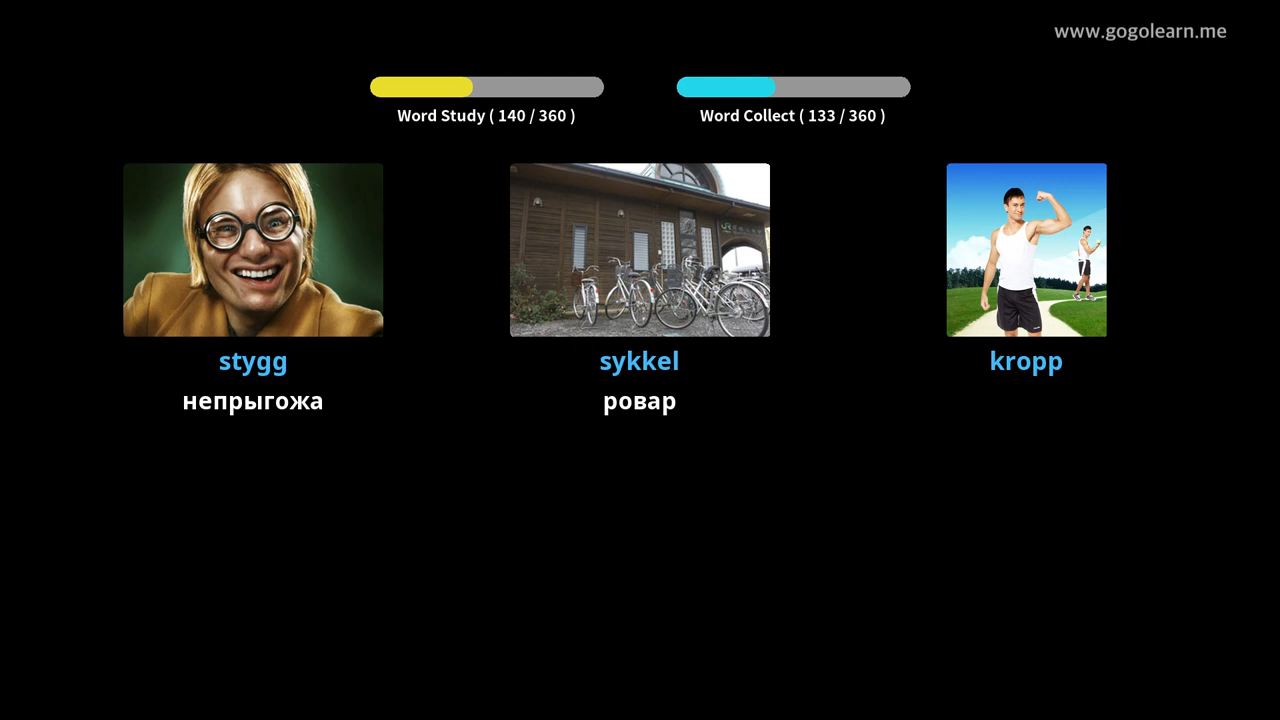 www.gogolearn.me
Word Study ( 140 / 360 )
Word Collect ( 133 / 360 )
stygg
sykkel
kropp
непрыгожа
ровар